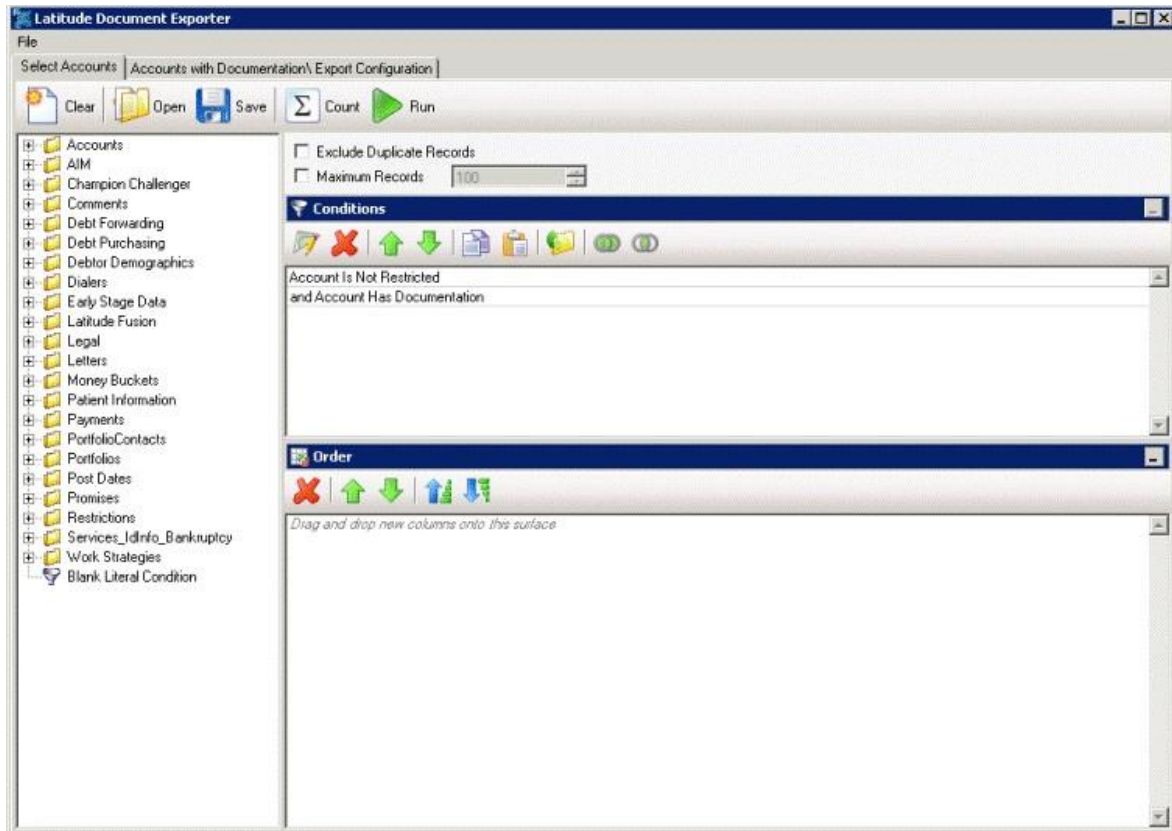 Latitude Document Exporter
File
Select Accounts
Accounts with Documentation\ Export Configuration
Clear
Open
Save
Count
Run
Accounts
AIM
Champion Challenger
Comments
Debt Forwarding
Debt Purchasing
Debtor Demographics
Dialers
Early Stage Data
Latitude Fusion
Legal
Letters
Money Buckets
Patient Information
Payments
PortfolioContacts
Portfolios
Post Dates
Promises
Restrictions
Services_IdInfo_Bankruptcy
Work Strategies
Blank Literal Condition
Exclude Duplicate Records
Maximum Records 100
Conditions
Account Is Not Restricted
and Account Has Documentation
Order
Drag and drop new columns onto this surface